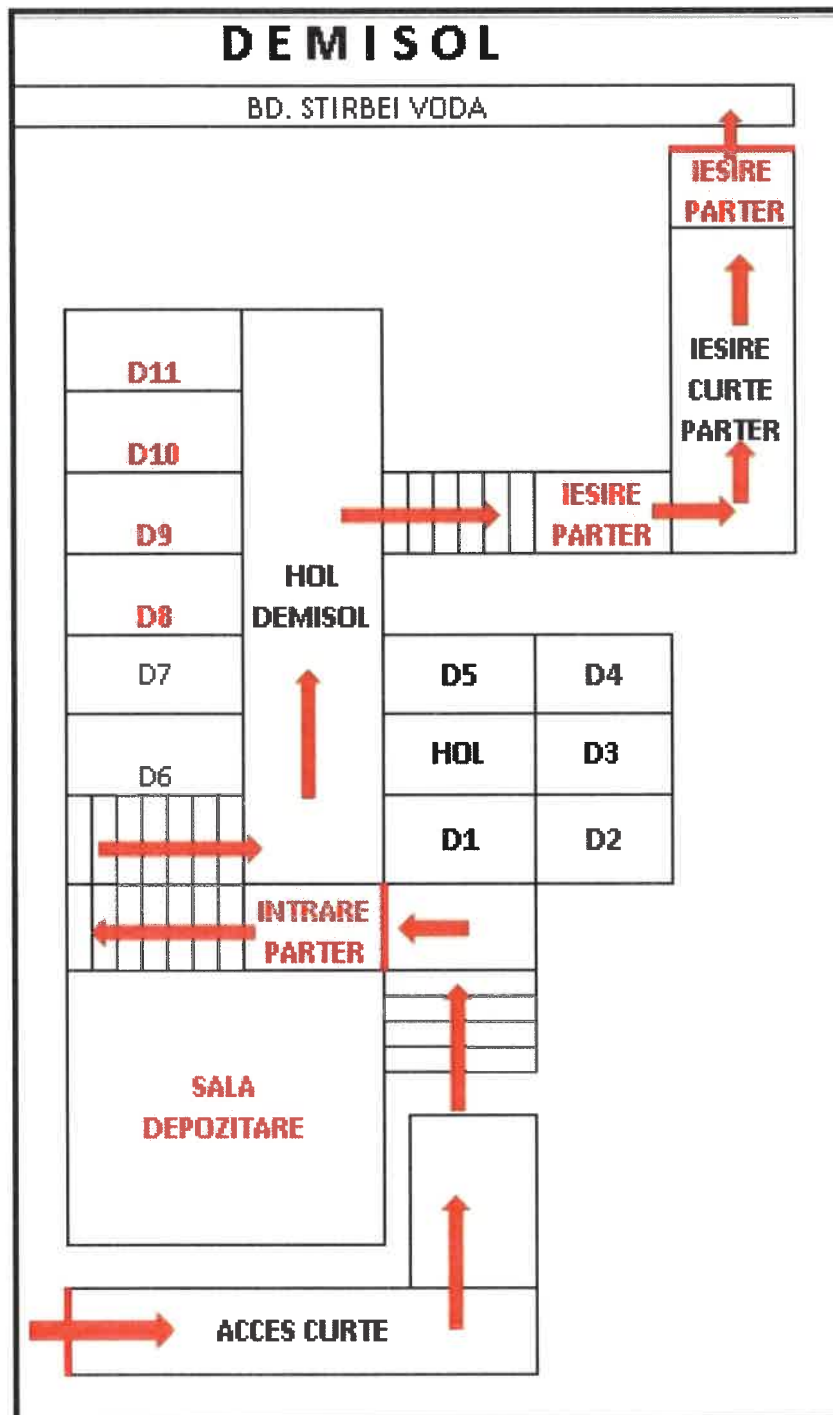 DEMISOL
BD. STIRBEI VODA
IESIRE
PARTER
IESIRE
CURTE
PARTER
D11
D10
D9
D8
D7
D6
IESIRE
PARTER
HOL
DEMISOL
D5
D4
HOL
D3
D1
D2
INTRARE
PARTER
SALA
DEPOZITARE
ACCES CURTE